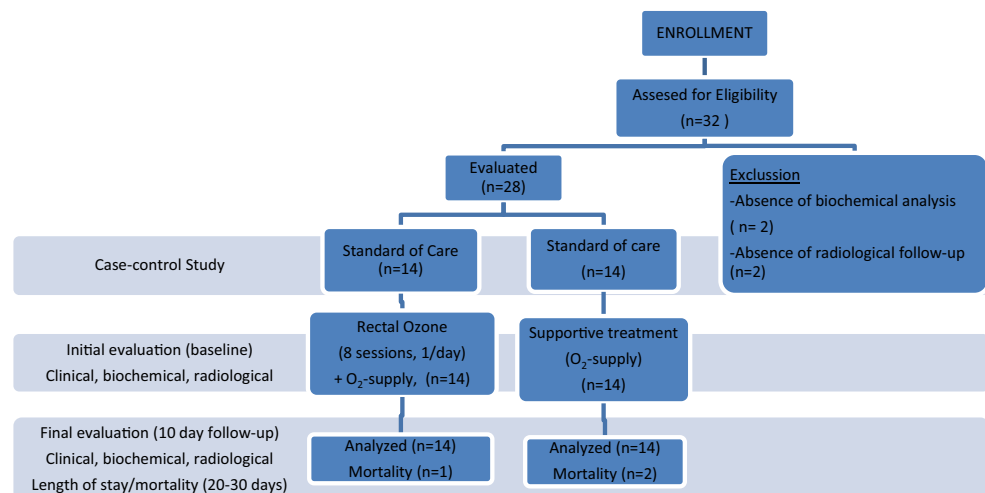 ENROLLMENT
Assesed for Eligibility
(n=32 )
Evaluated
(n=28)
Exclussion
-Absence of biochemical analysis
( n= 2)
-Absence of radiological follow-up
(n=2)
Case-control Study
Standard of Care
(n=14)
Standard of care
(n=14)
Initial evaluation (baseline)
Clinical, biochemical, radiological
Rectal Ozone
(8 sessions, 1/day)
+ O₂-supply, (n=14)
Supportive treatment
(O₂-supply)
(n=14)
Final evaluation (10 day follow-up)
Clinical, biochemical, radiological
Length of stay/mortality (20-30 days)
Analyzed (n=14)
Mortality (n=1)
Analyzed (n=14)
Mortality (n=2)